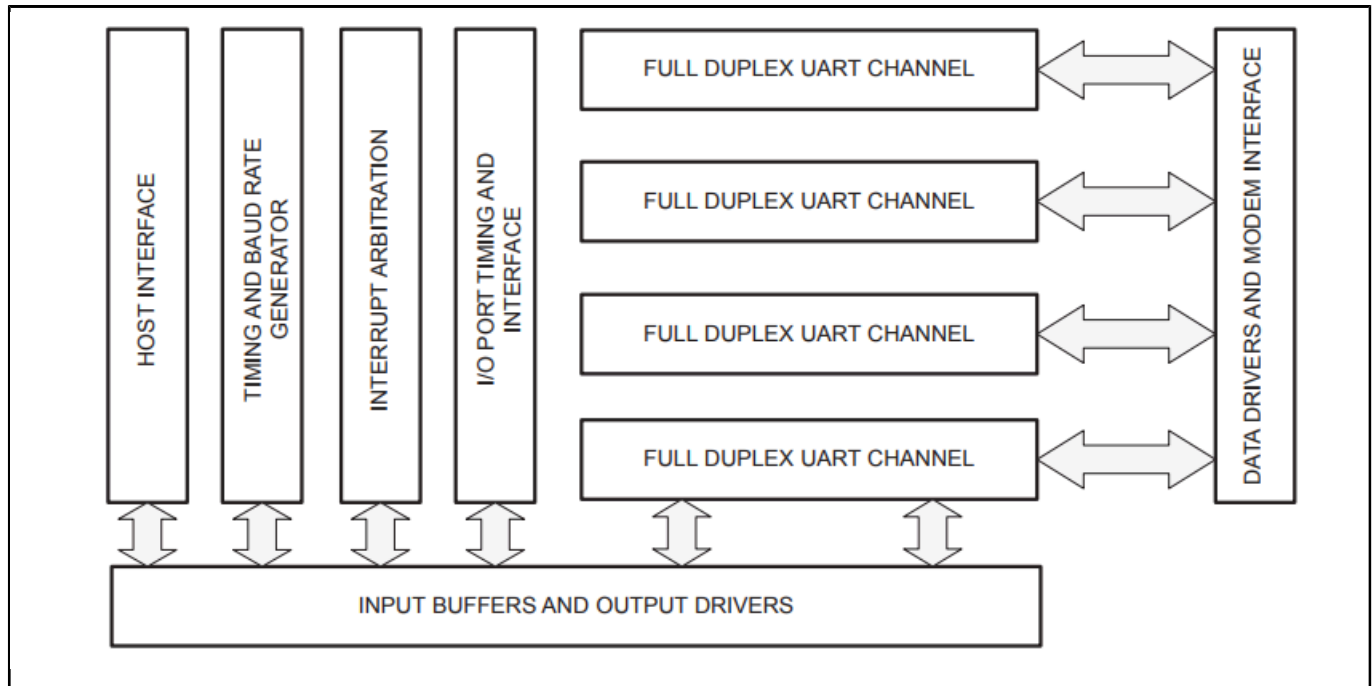 HOST INTERFACE
TIMING AND BAUD RATE
GENERATOR
INTERRUPT ARBITRATION
I/O PORT TIMING AND
INTERFACE
FULL DUPLEX UART CHANNEL
FULL DUPLEX UART CHANNEL
FULL DUPLEX UART CHANNEL
FULL DUPLEX UART CHANNEL
DATA DRIVERS AND MODEM INTERFACE
INPUT BUFFERS AND OUTPUT DRIVERS